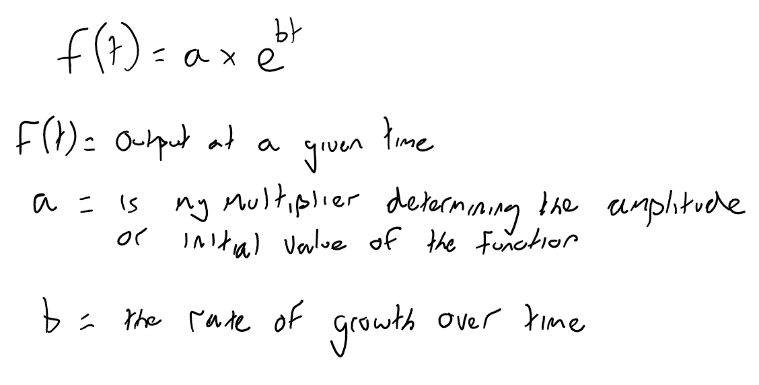 f(t) = a × e^bt
F(t) = output at a given time
a = is my multiplier determining the amplitude
or initial value of the function
b = the rate of growth over time